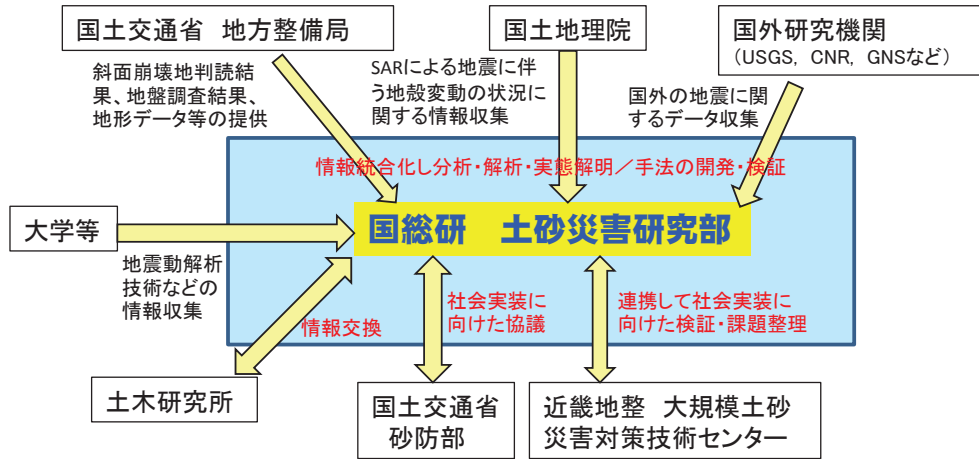 国土交通省 地方整備局
国土地理院
国外研究機関
（USGS, CNR, GNSなど）
斜面崩壊地判読結
果、地盤調査結果、
地形データ等の提供
SARによる地震に伴
う地殻変動の状況に
関する情報収集
国外の地震に関
するデータ収集
情報統合化し分析・解析・実態解明／手法の開発・検証
国総研 土砂災害研究部
大学等
地震動解析
技術などの
情報収集
情報交換
社会実装に
向けた協議
連携して社会実装に
向けた検証・課題整理
土木研究所
国土交通省
砂防部
近畿地整 大規模土砂
災害対策技術センター